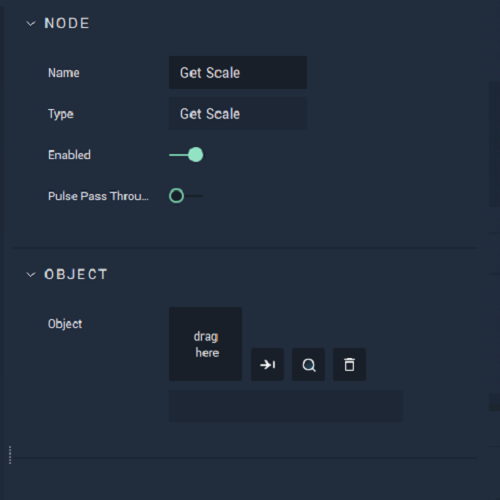 NODE
Name
Get Scale
Type
Get Scale
Enabled
Pulse Pass Throu...
OBJECT
Object
drag
here